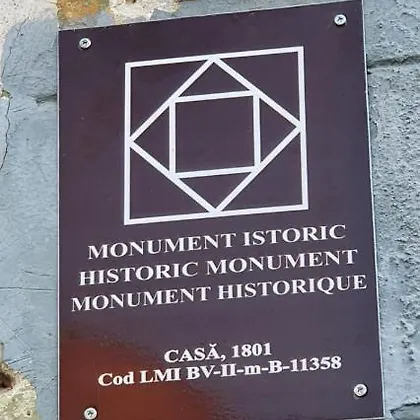 MONUMENT ISTORIC
HISTORIC MONUMENT
MONUMENT HISTORIQUE
CASĂ, 1801
Cod LMI BV-II-m-B-11358